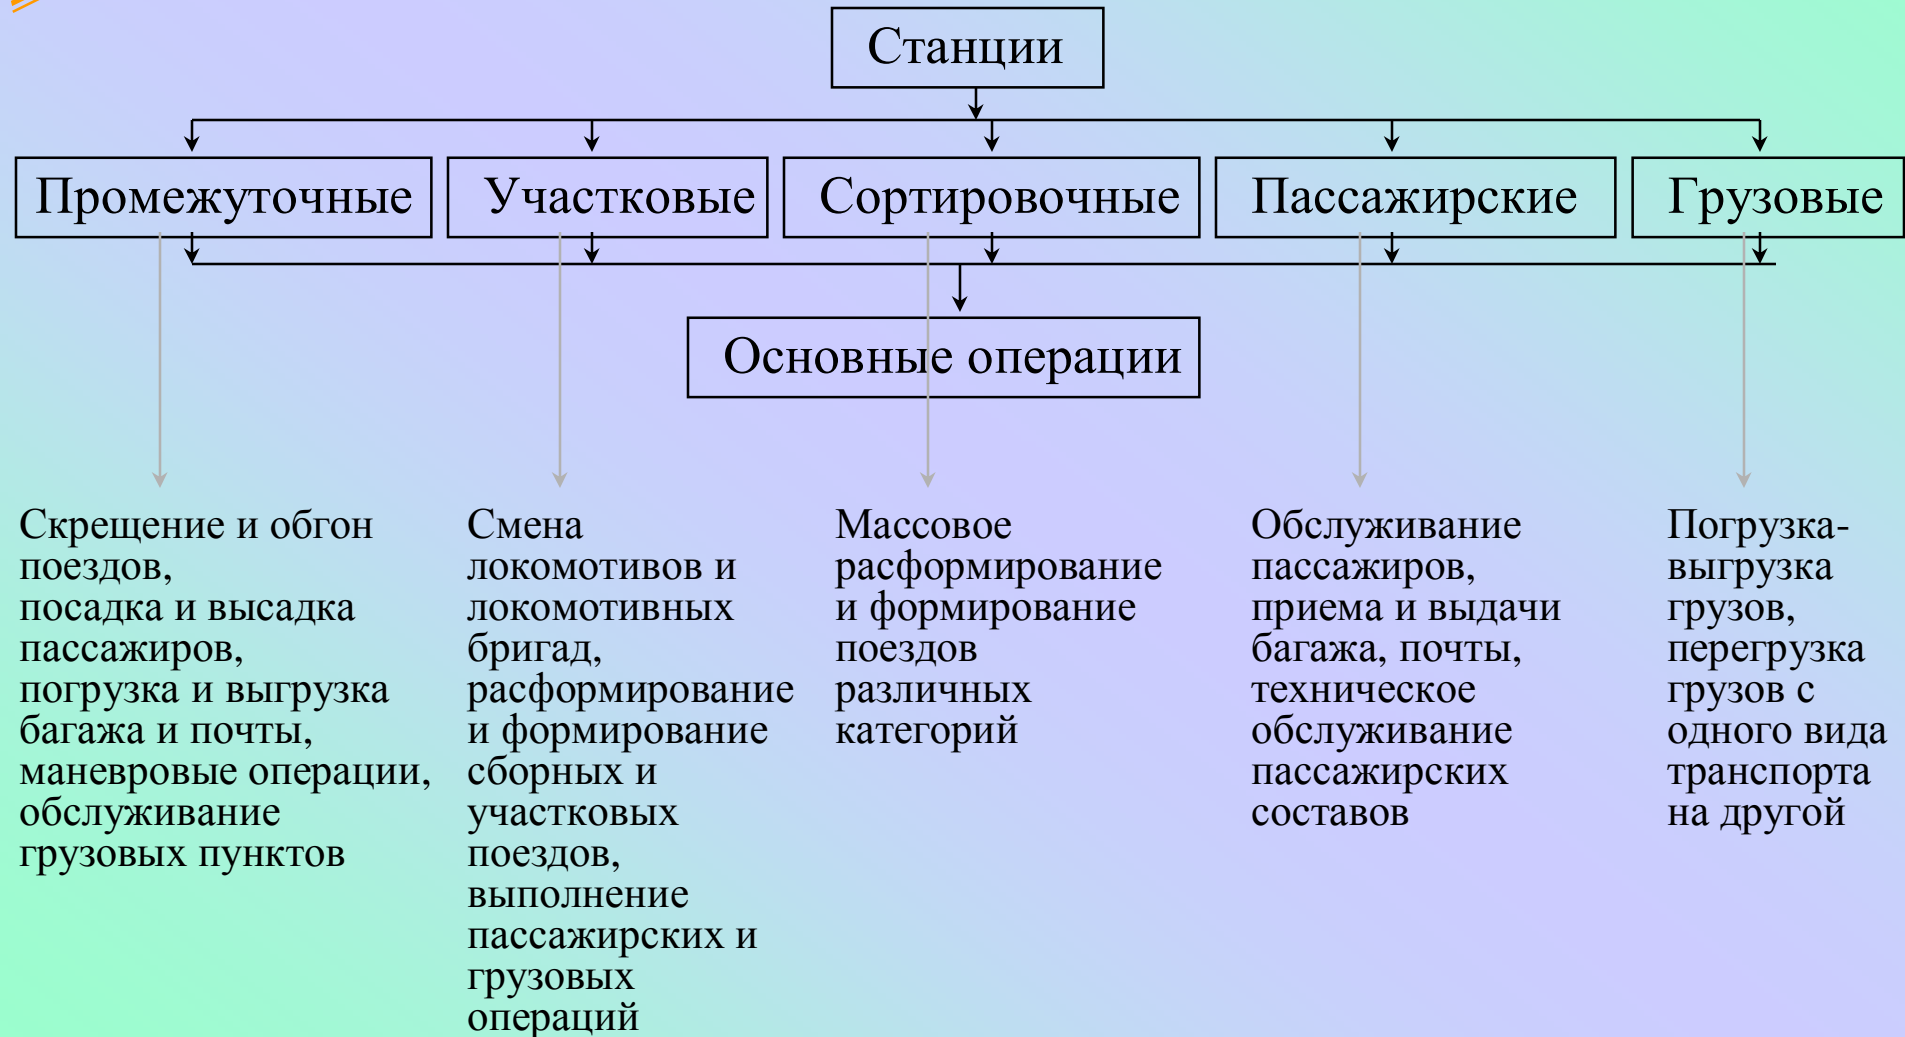 Станции
Промежуточные
Участковые
Сортировочные
Пассажирские
Грузовые
Основные операции
Скрещение и обгон
поездов,
посадка и высадка
пассажиров,
погрузка и выгрузка
багажа и почты,
маневровые операции,
обслуживание
грузовых пунктов
Смена
локомотивов и
локомотивных
бригад,
расформирование
и формирование
сборных и
участковых
поездов,
выполнение
пассажирских и
грузовых
операций
Массовое
расформирование
и формирование
поездов
различных
категорий
Обслуживание
пассажиров,
приема и выдачи
багажа, почты,
техническое
обслуживание
пассажирских
составов
Погрузка-
выгрузка
грузов,
перегрузка
грузов с
одного вида
транспорта
на другой